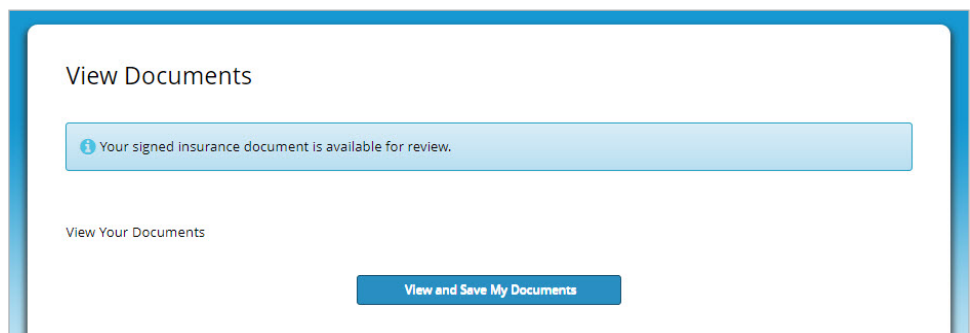 View Documents
Your signed insurance document is available for review.
View Your Documents
View and Save My Documents